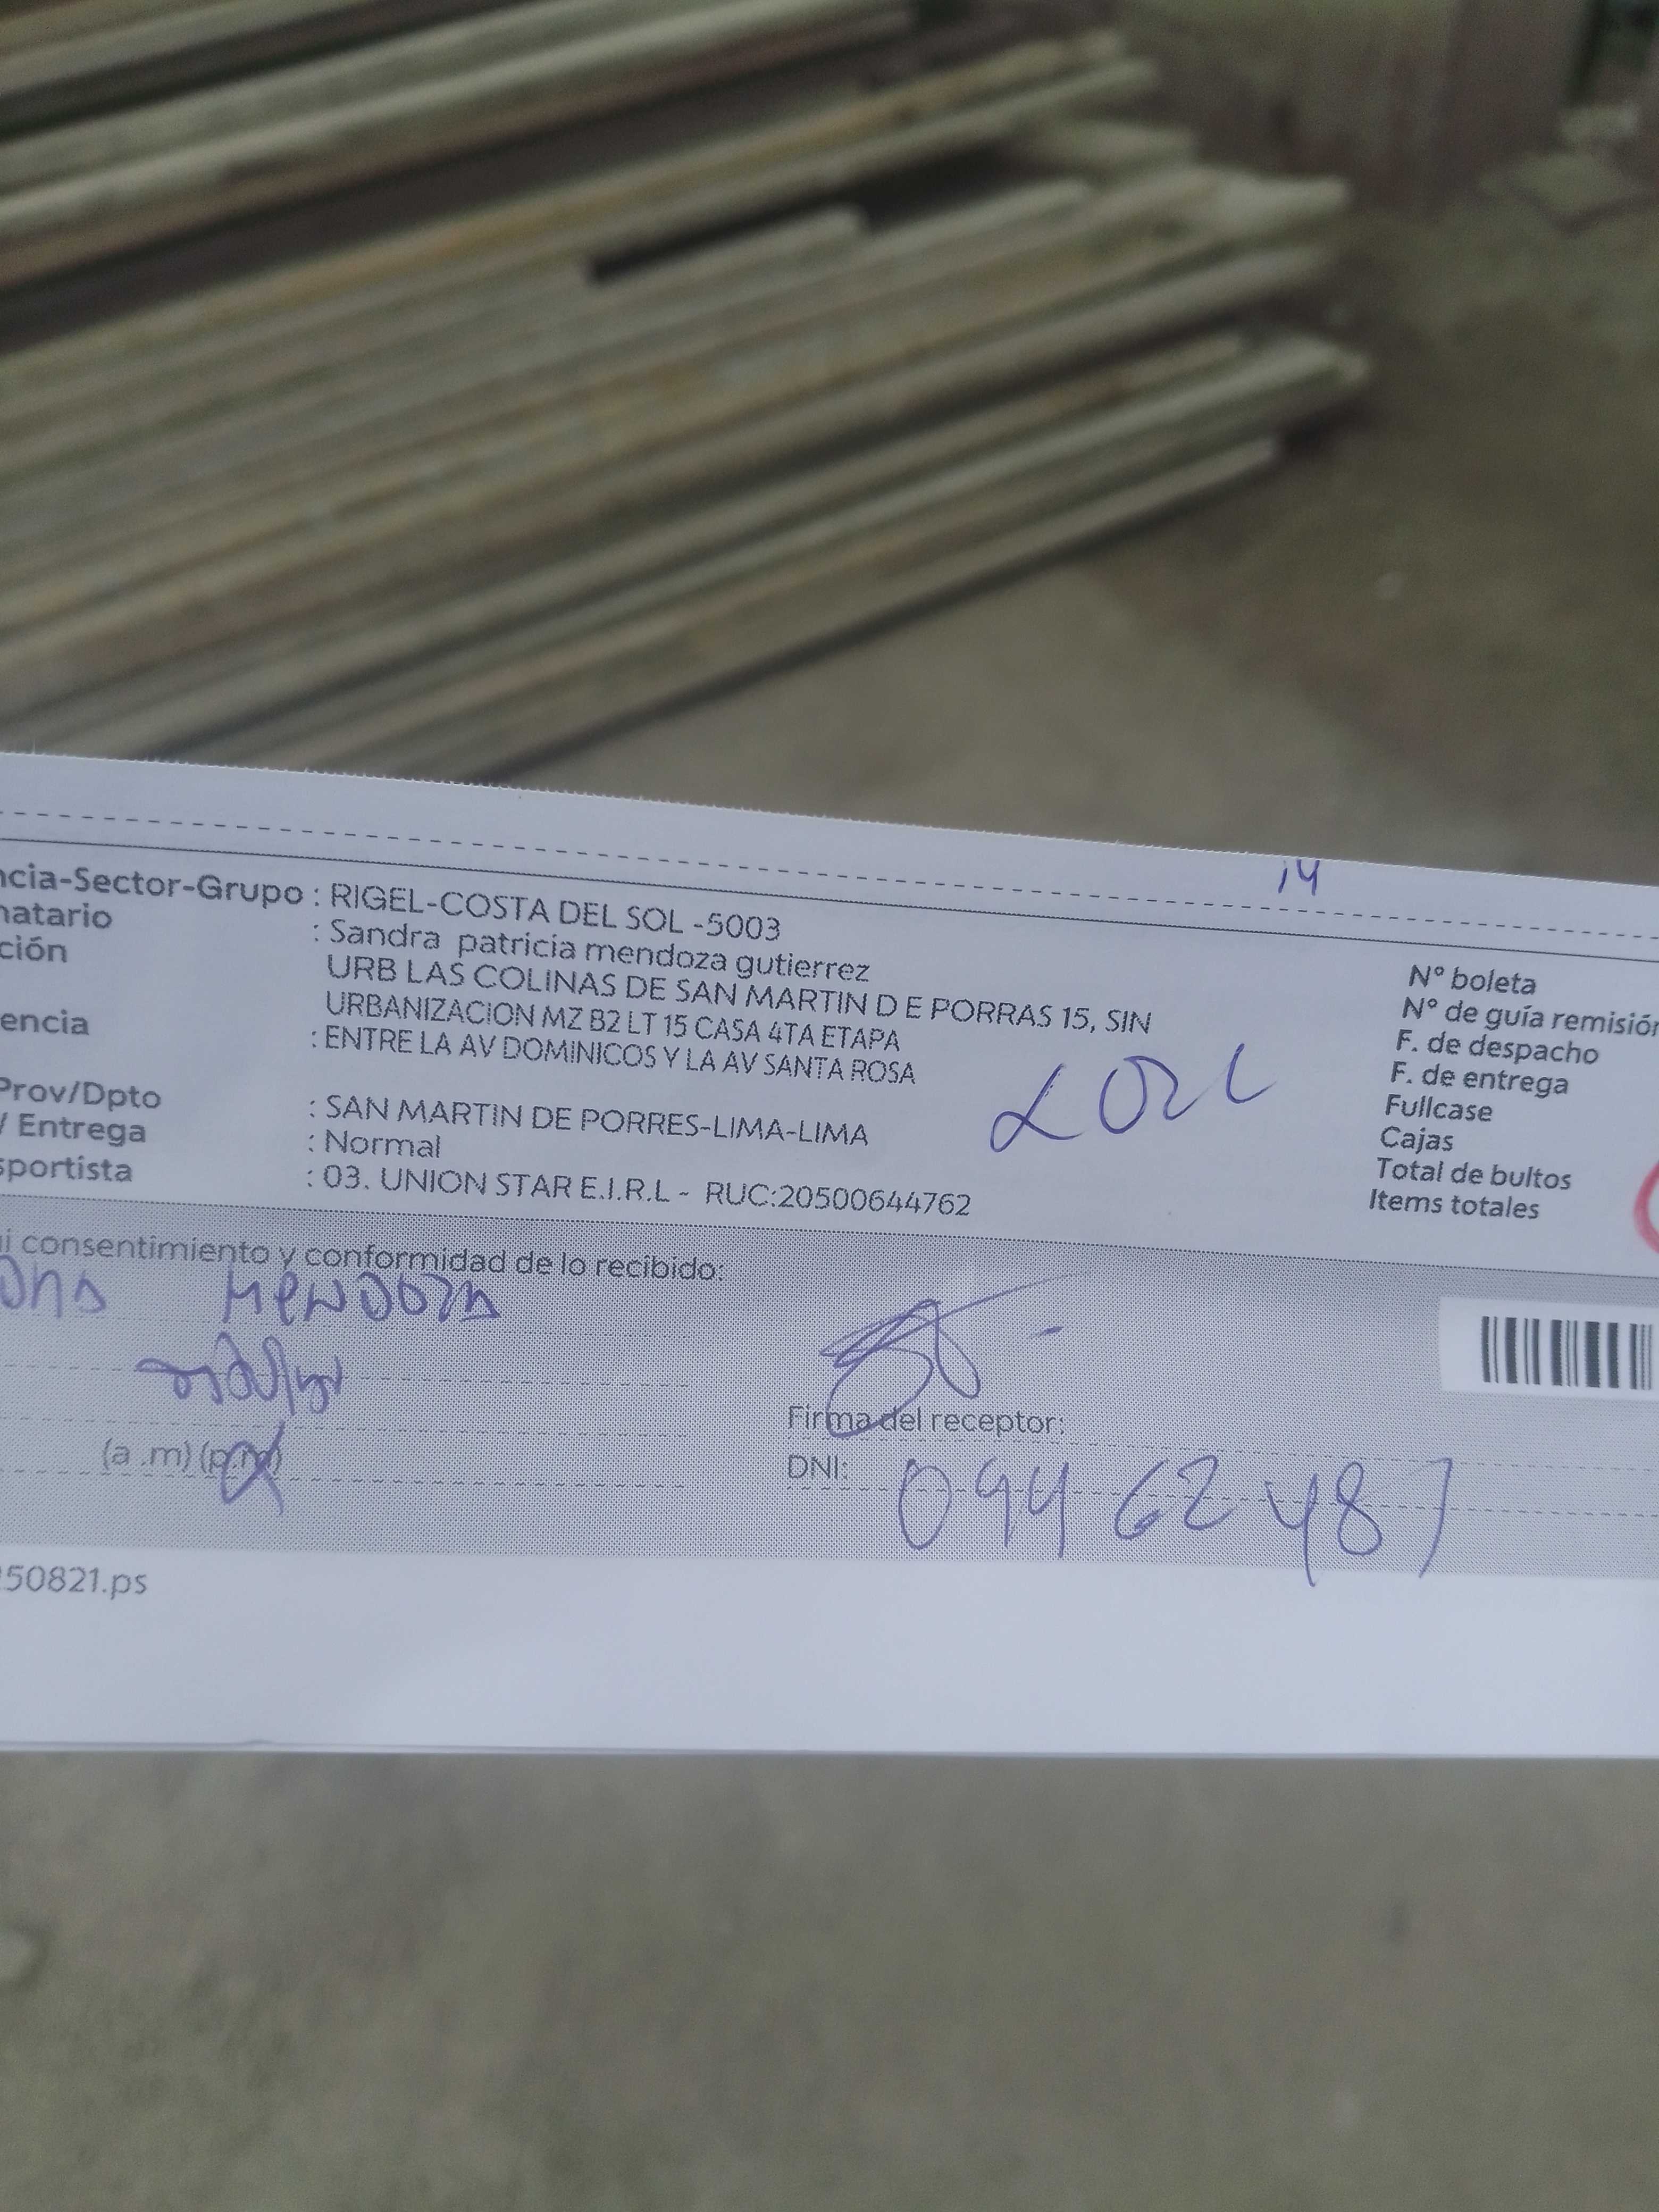 14
ncia-Sector-Grupo : RIGEL-COSTA DEL SOL -5003
natario : Sandra patricia mendoza gutierrez
ción URB LAS COLINAS DE SAN MARTIN D E PORRAS 15, SIN
URBANIZACION MZ B2 LT 15 CASA 4TA ETAPA
encia : ENTRE LA AV DOMINICOS Y LA AV SANTA ROSA
Prov/Dpto : SAN MARTIN DE PORRES-LIMA-LIMA
/ Entrega : Normal
sportista : 03. UNION STAR E.I.R.L - RUC:20500644762
N° boleta
N° de guía remisión
F. de despacho
F. de entrega
Fullcase
Cajas
Total de bultos
Items totales
i consentimiento y conformidad de lo recibido:
Mendoza
Firma del receptor:
(a .m) (p.m)
DNI: 09462487
250821.ps